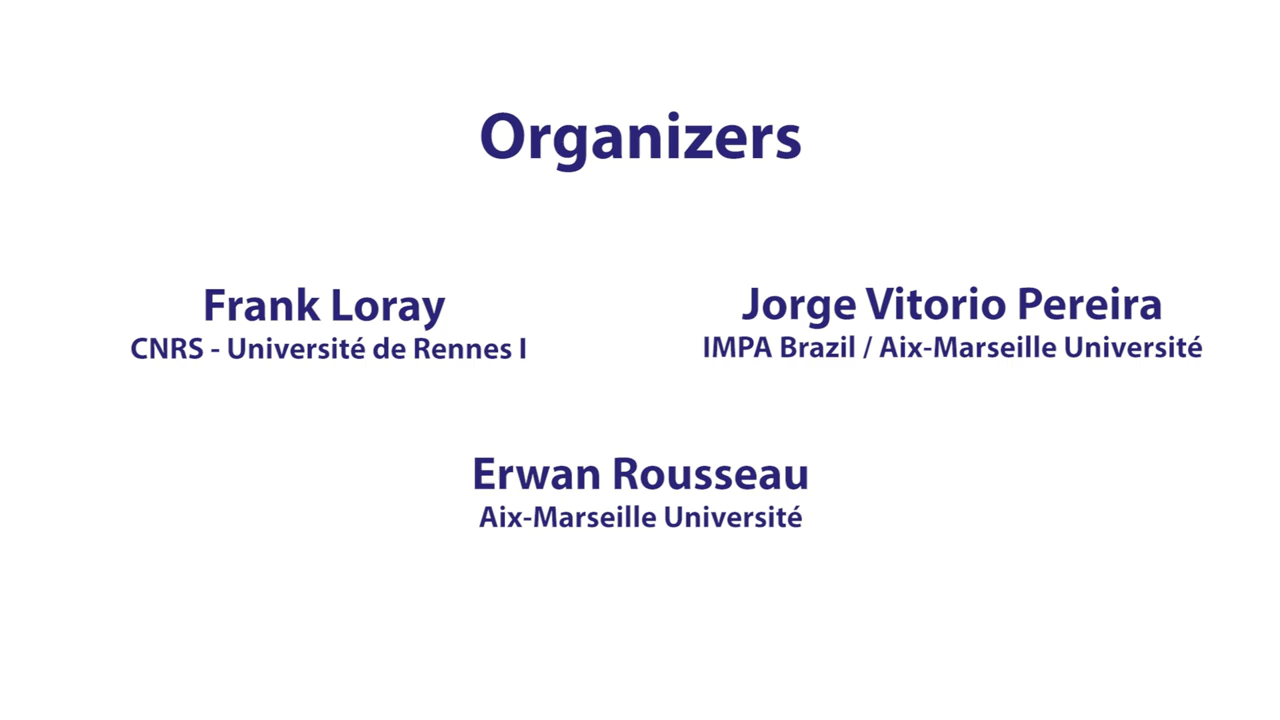 Organizers
Frank Loray
CNRS - Université de Rennes I
Jorge Vitorio Pereira
IMPA Brazil / Aix-Marseille Université
Erwan Rousseau
Aix-Marseille Université